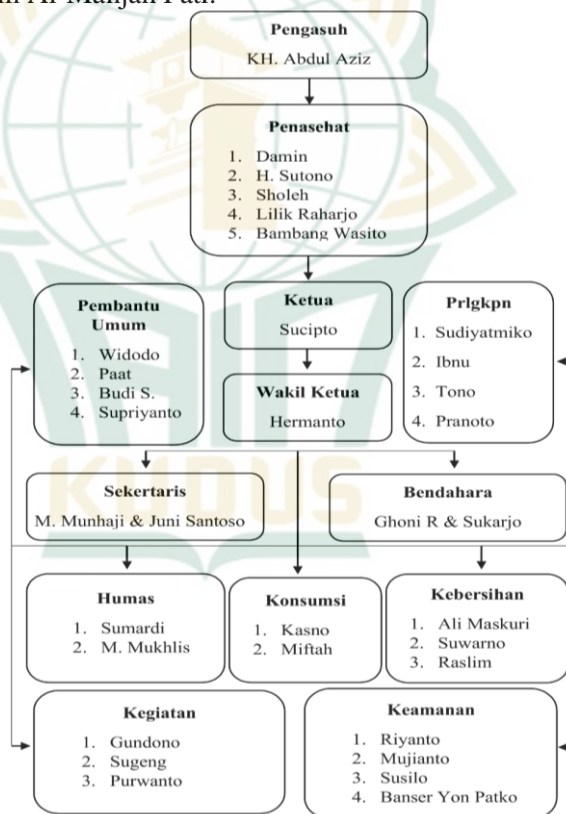 Pengasuh
KH. Abdul Aziz
Penasehat
1. Damin
2. H. Sutono
3. Sholeh
4. Lilik Raharjo
5. Bambang Wasito
Pembantu
Umum
1. Widodo
2. Paat
3. Budi S.
4. Supriyanto
Ketua
Sucipto
Wakil Ketua
Hermanto
Prlgkpn
1. Sudiyatmiko
2. Ibnu
3. Tono
4. Pranoto
Sekertaris
M. Munhaji & Juni Santoso
Bendahara
Ghoni R & Sukarjo
Humas
1. Sumardi
2. M. Mukhlis
Konsumsi
1. Kasno
2. Miftah
Kebersihan
1. Ali Maskuri
2. Suwarno
3. Raslim
Kegiatan
1. Gundono
2. Sugeng
3. Purwanto
Keamanan
1. Riyanto
2. Mujianto
3. Susilo
4. Banser Yon Patko
KUDUS